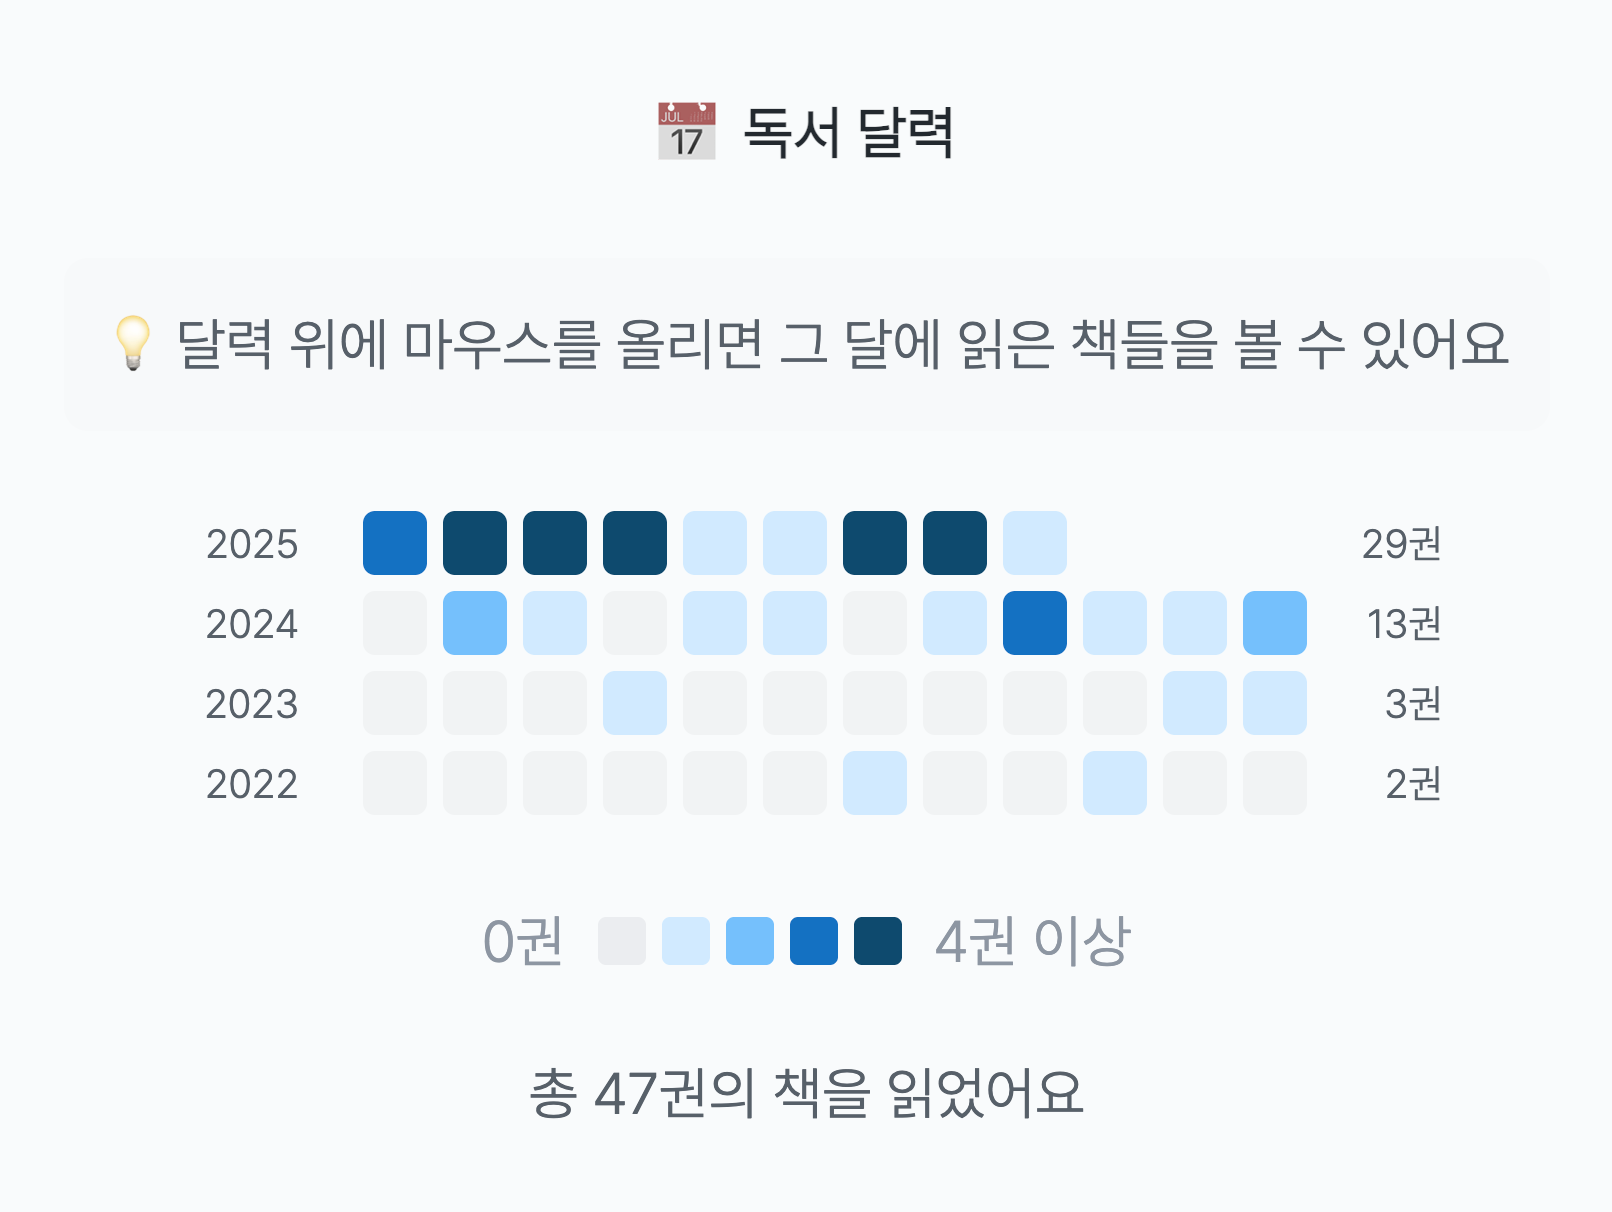 JUL
17 독서 달력
💡 달력 위에 마우스를 올리면 그 달에 읽은 책들을 볼 수 있어요
2025 29권
2024 13권
2023 3권
2022 2권
0권 4권 이상
총 47권의 책을 읽었어요